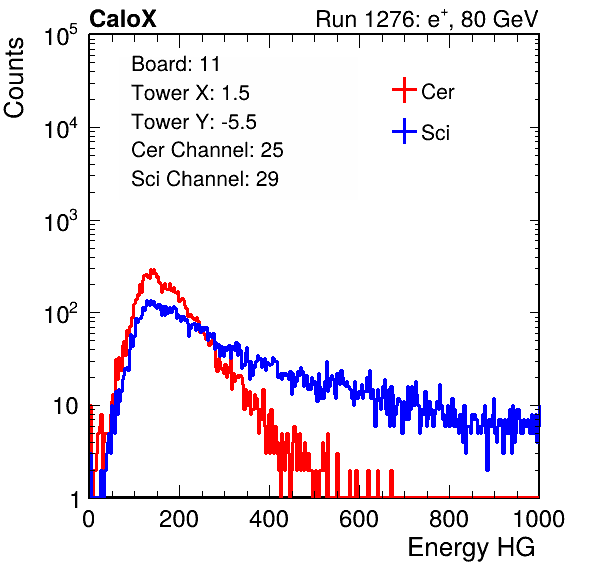 CaloX Run 1276: e⁺, 80 GeV
Counts
Board: 11
Tower X: 1.5
Tower Y: -5.5
Cer Channel: 25
Sci Channel: 29
Cer
Sci
10⁵
10⁴
10³
10²
10
1
0 200 400 600 800 1000
Energy HG